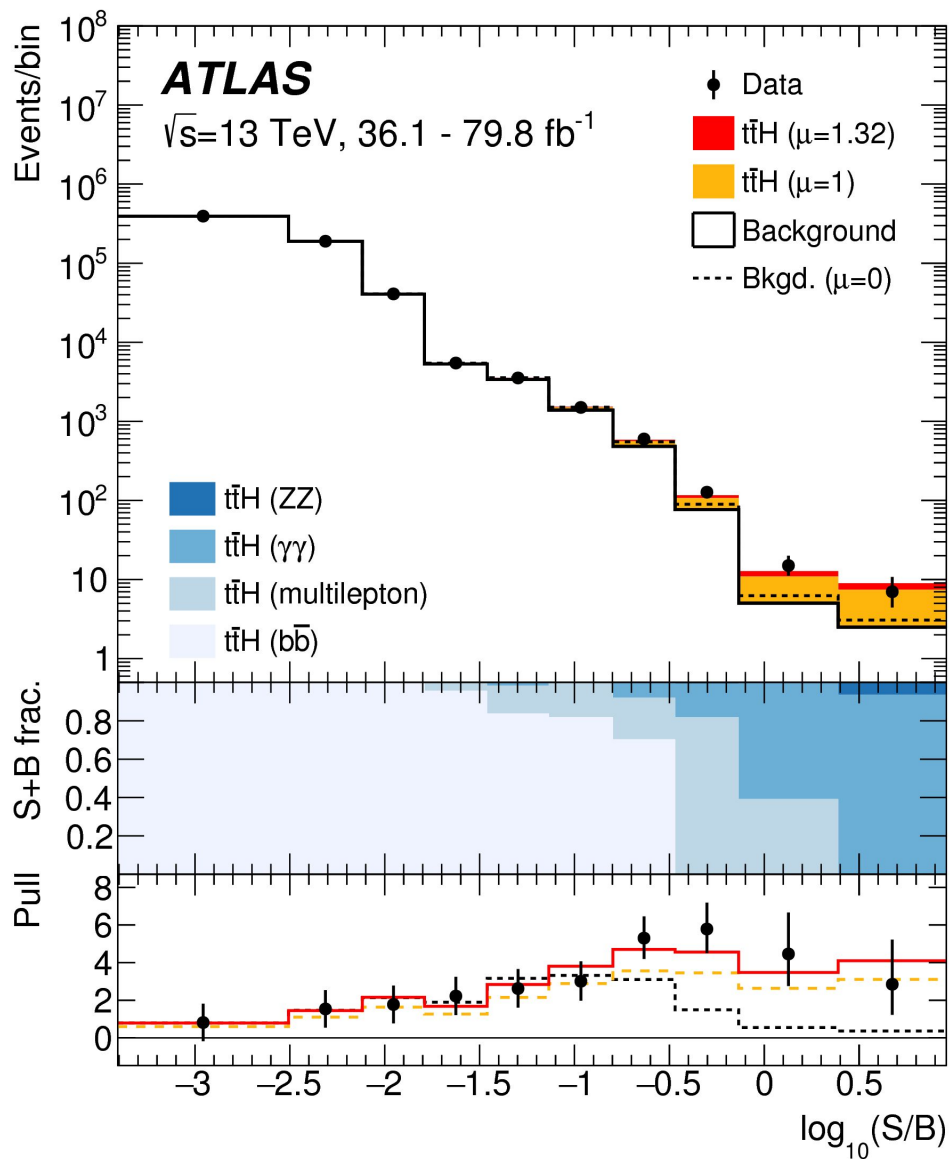 Events/bin
10⁸
10⁷
10⁶
10⁵
10⁴
10³
10²
10
1
ATLAS
√s=13 TeV, 36.1 - 79.8 fb⁻¹
Data
tt̄H (μ=1.32)
tt̄H (μ=1)
Background
Bkgd. (μ=0)
tt̄H (ZZ)
tt̄H (γγ)
tt̄H (multilepton)
tt̄H (bb̄)
S+B frac.
0.8
0.6
0.4
0.2
Pull
8
6
4
2
0
−3 −2.5 −2 −1.5 −1 −0.5 0 0.5
log₁₀(S/B)